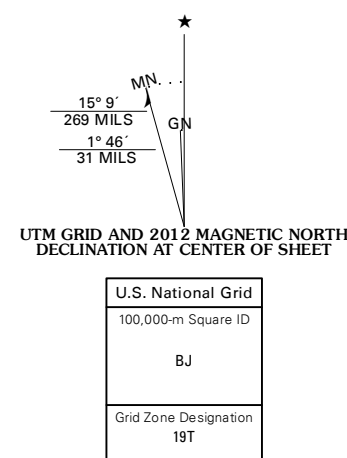 ★
MN
GN
15° 9´
269 MILS
1° 46´
31 MILS
UTM GRID AND 2012 MAGNETIC NORTH
DECLINATION AT CENTER OF SHEET
U.S. National Grid
100,000-m Square ID
BJ
Grid Zone Designation
19T